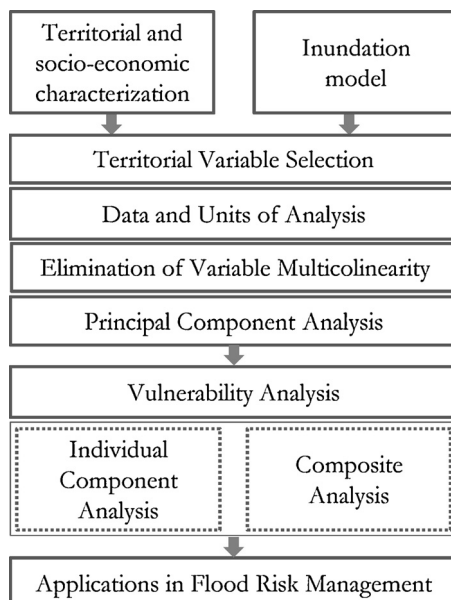 Territorial and
socio-economic
characterization
Inundation
model
Territorial Variable Selection
Data and Units of Analysis
Elimination of Variable Multicolinearity
Principal Component Analysis
Vulnerability Analysis
Individual
Component
Analysis
Composite
Analysis
Applications in Flood Risk Management